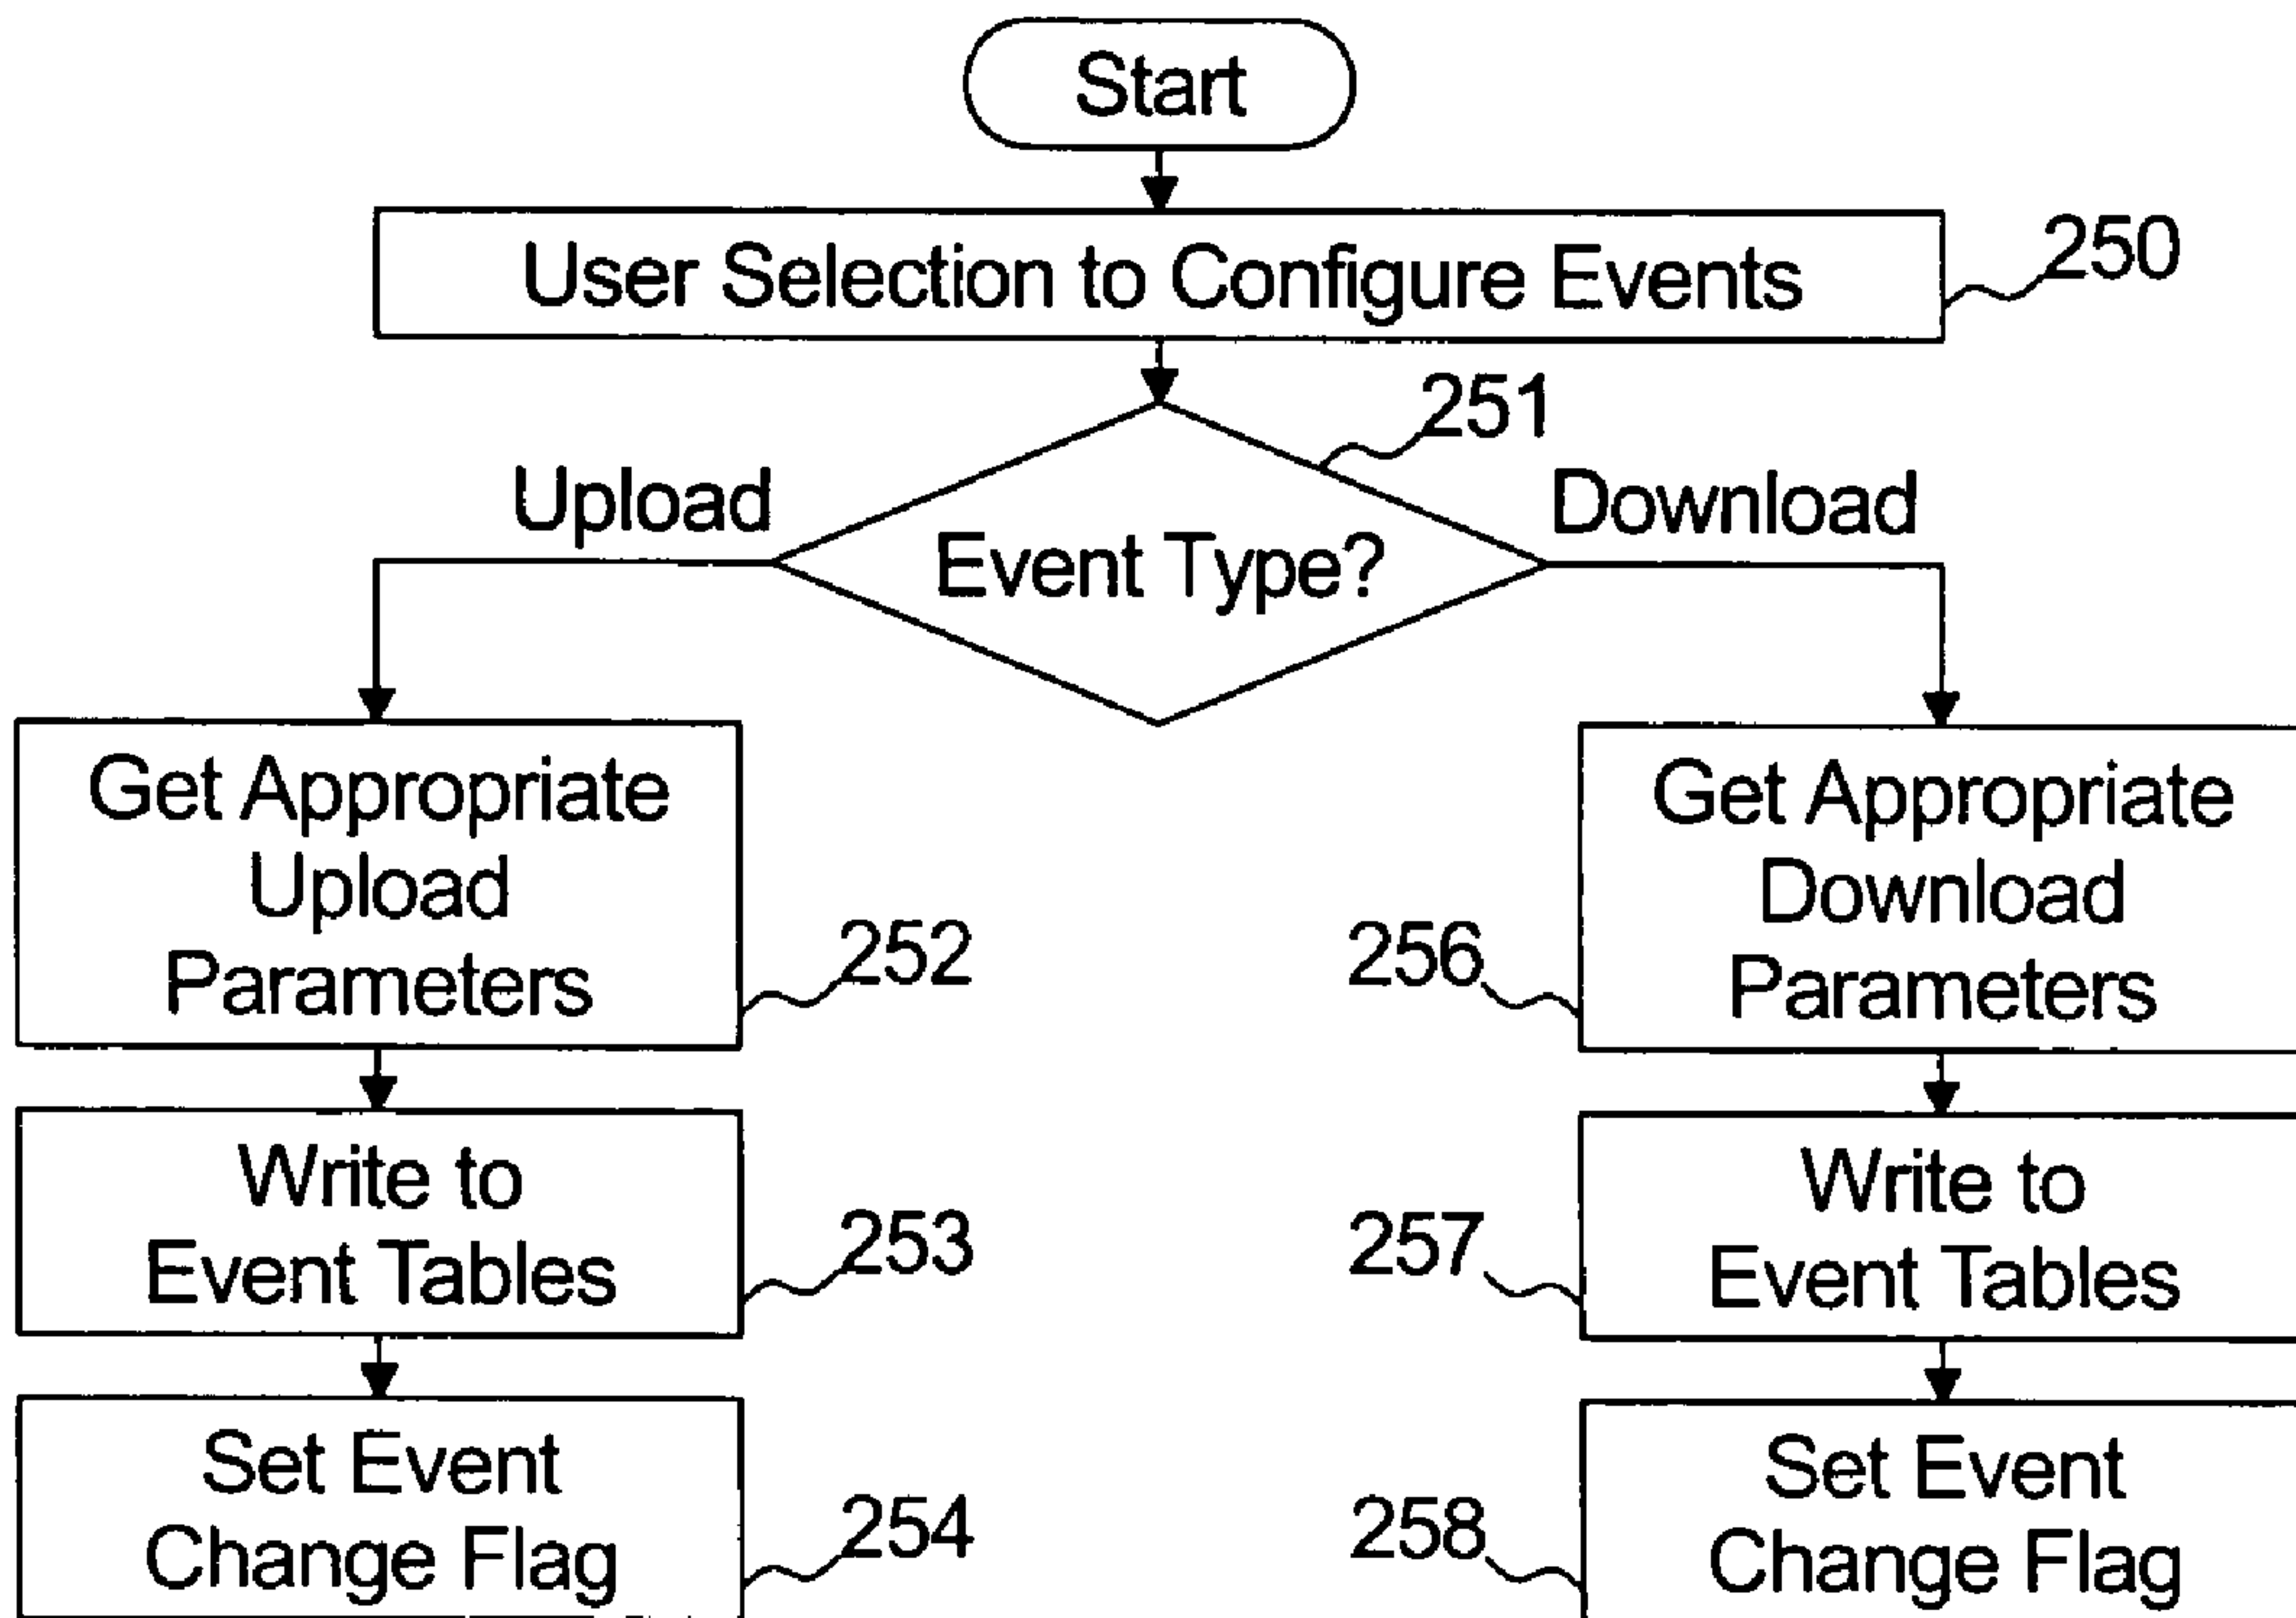 Start
User Selection to Configure Events
250
251
Upload
Download
Event Type?
Get Appropriate
Upload
Parameters
252
256
Get Appropriate
Download
Parameters
Write to
Event Tables
253
257
Write to
Event Tables
Set Event
Change Flag
254
258
Set Event
Change Flag